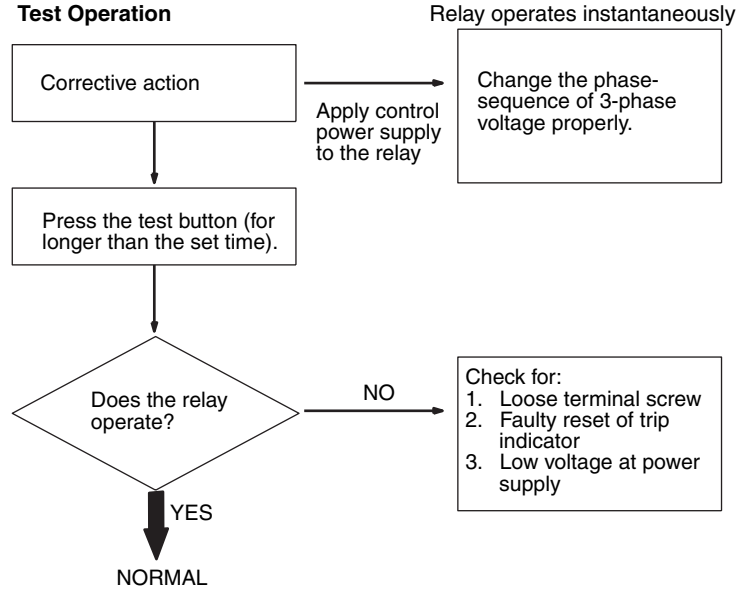 Test Operation
Relay operates instantaneously
Corrective action
Apply control
power supply
to the relay
Change the phase-
sequence of 3-phase
voltage properly.
Press the test button (for
longer than the set time).
Does the relay
operate?
NO
Check for:
1. Loose terminal screw
2. Faulty reset of trip
indicator
3. Low voltage at power
supply
YES
NORMAL